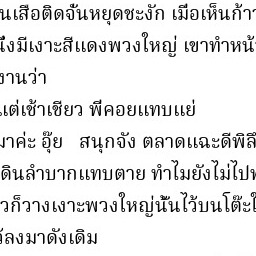 นเสือติดจั่นหยุดชะงัก เมื่อเห็นก้า
นึ่งมีเงาะสีแดงพวงใหญ่ เขาทำหน้
งานว่า
แต่เช้าเชียว พี่คอยแทบแย่
มาค่ะ อุ๊ย สนุกจัง ตลาดแฉะดีพิลึ
ดินลำบากแทบตาย ทำไมยังไม่ไป
วก็วางเงาะพวงใหญ่นั้นไว้บนโต๊ะ
ลงมาดังเดิม